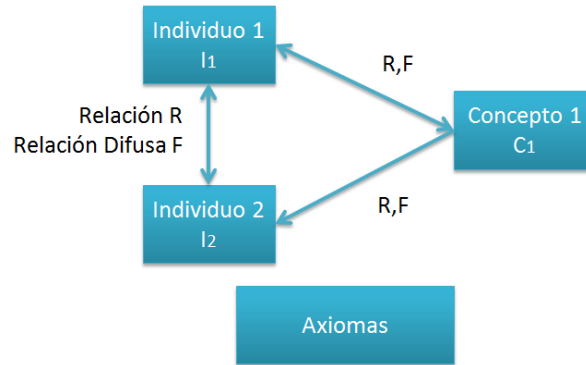 Individuo 1
I1
R,F
Relación R
Relación Difusa F
Concepto 1
C1
Individuo 2
I2
R,F
Axiomas